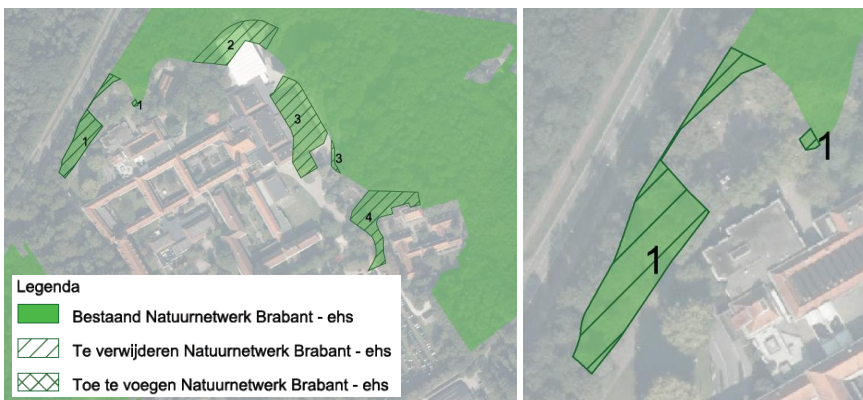 2
1
1
3
3
4
Legenda
Bestaand Natuurnetwerk Brabant - ehs
Te verwijderen Natuurnetwerk Brabant - ehs
Toe te voegen Natuurnetwerk Brabant - ehs
1
1